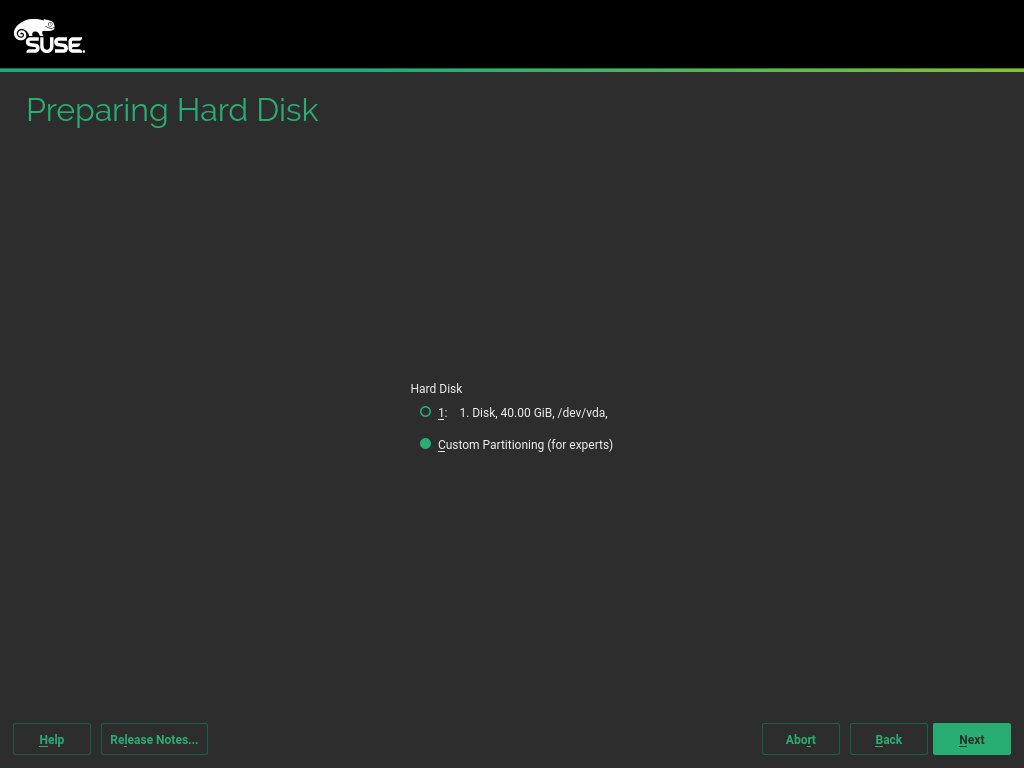 SUSE.
Preparing Hard Disk
Hard Disk
1: 1. Disk, 40.00 GiB, /dev/vda,
Custom Partitioning (for experts)
Help Release Notes... Abort Back Next